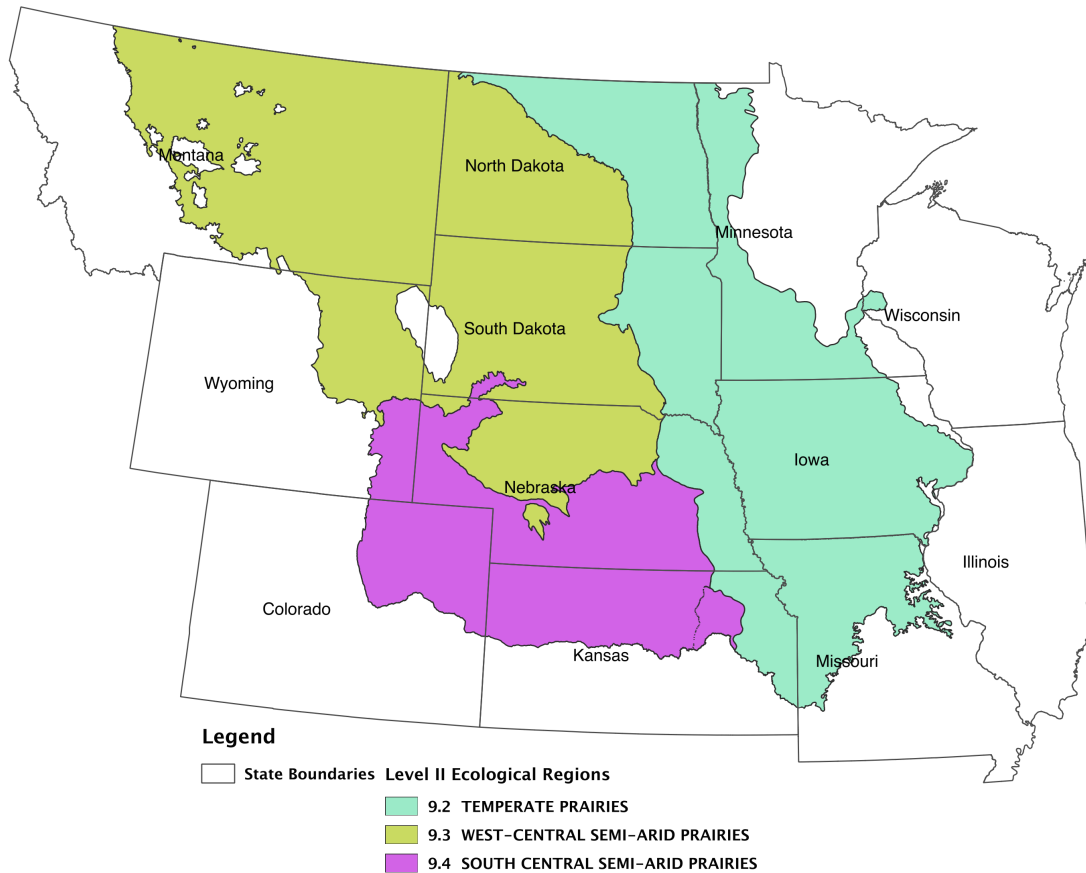 Montana
North Dakota
Minnesota
Wisconsin
South Dakota
Wyoming
Iowa
Nebraska
Illinois
Colorado
Kansas
Missouri
Legend
State Boundaries
Level II Ecological Regions
9.2 TEMPERATE PRAIRIES
9.3 WEST-CENTRAL SEMI-ARID PRAIRIES
9.4 SOUTH CENTRAL SEMI-ARID PRAIRIES